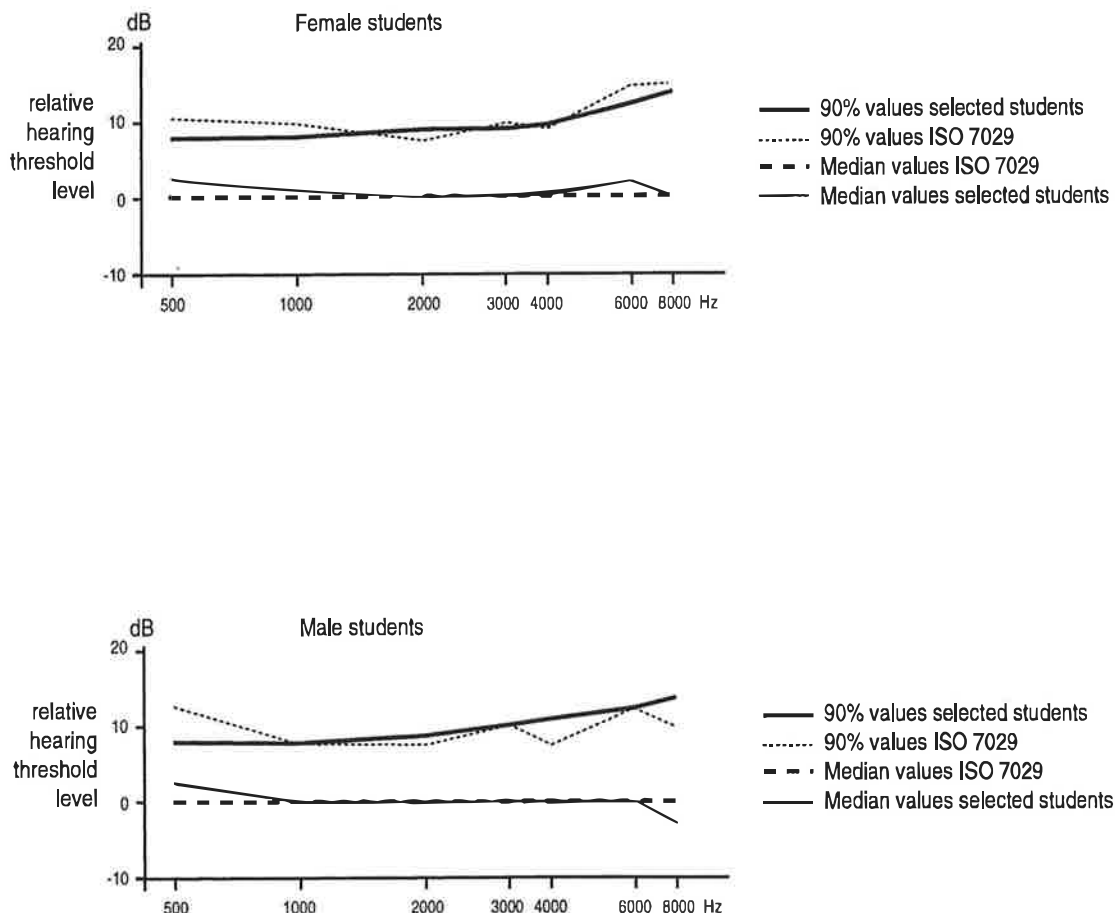 dB
Female students
20
10
0
-10
relative
hearing
threshold
level
500 1000 2000 3000 4000 6000 8000 Hz
90% values selected students
90% values ISO 7029
Median values ISO 7029
Median values selected students
dB
Male students
20
10
0
-10
relative
hearing
threshold
level
500 1000 2000 3000 4000 6000 8000 Hz
90% values selected students
90% values ISO 7029
Median values ISO 7029
Median values selected students